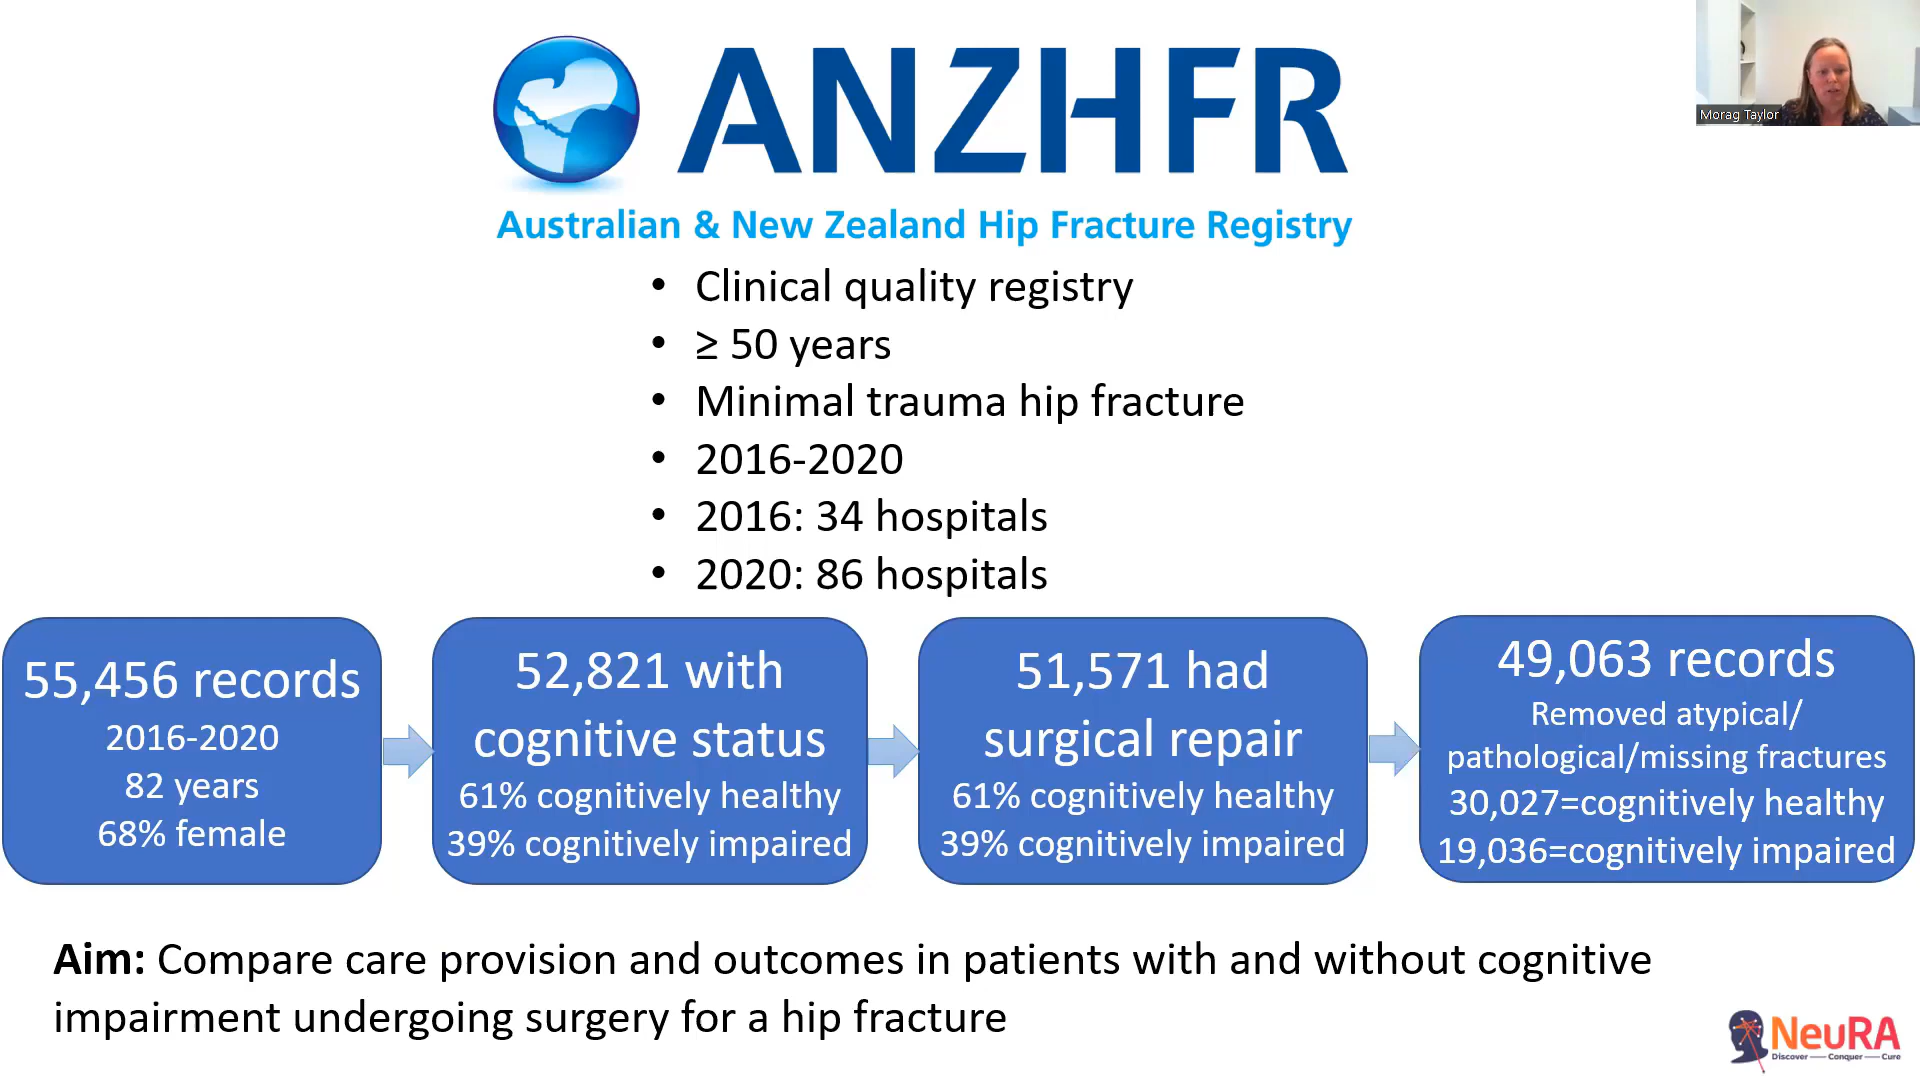 ANZHFR
Australian & New Zealand Hip Fracture Registry
Morag Taylor
• Clinical quality registry
• ≥ 50 years
• Minimal trauma hip fracture
• 2016-2020
• 2016: 34 hospitals
• 2020: 86 hospitals
55,456 records
2016-2020
82 years
68% female
52,821 with
cognitive status
61% cognitively healthy
39% cognitively impaired
51,571 had
surgical repair
61% cognitively healthy
39% cognitively impaired
49,063 records
Removed atypical/
pathological/missing fractures
30,027=cognitively healthy
19,036=cognitively impaired
Aim: Compare care provision and outcomes in patients with and without cognitive
impairment undergoing surgery for a hip fracture
NeuRA
Discover — Conquer — Cure